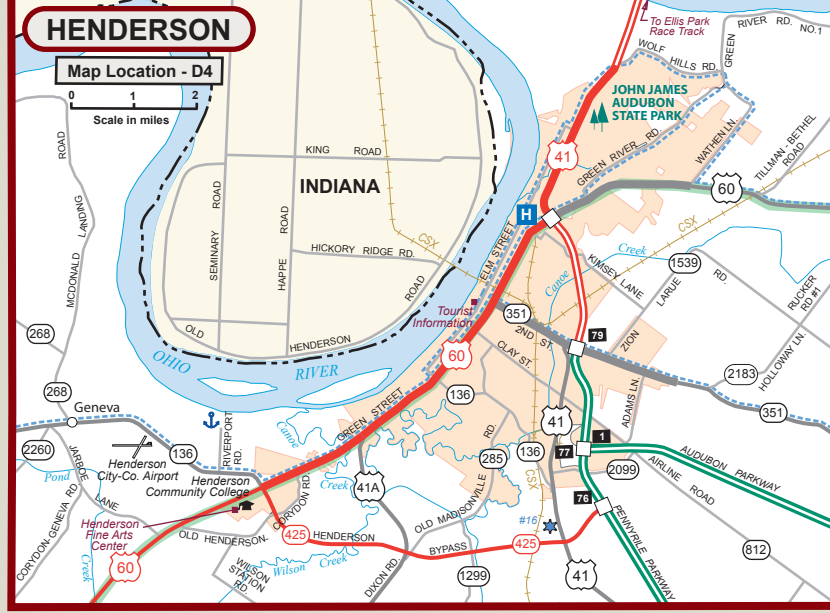 HENDERSON
Map Location - D4
0 1 2
Scale in miles
To Ellis Park
Race Track
RIVER RD. NO.1
GREEN
WOLF
HILLS RD.
JOHN JAMES
AUDUBON
STATE PARK
41
GREEN RIVER RD.
WATHEN LN.
TILLMAN - BETHEL
ROAD
60
KING ROAD
INDIANA
ROAD
SEMINARY
ROAD
HAPPE
HICKORY RIDGE RD.
ROAD
OLD
HENDERSON
CSX
H
ELM STREET
CSX
ROAD
LANDING
MCDONALD
Canoe
Creek
KIMSEY LANE
1539
RD.
LARUE
ZION
RUCKER
RD #1
Tourist
Information
351
2ND ST.
CLAY ST.
79
60
268
OHIO
RIVER
268
Geneva
2183
HOLLOWAY LN.
351
136
GREEN STREET
ADAMS LN.
41
136
RIVERPORT
RD.
Canoe
2260
136
Henderson
City-Co. Airport
Henderson
Community College
RD.
285
136
1
77
2099
AUDUBON PARKWAY
AIRLINE ROAD
JARBOE
LANE
Pond
Creek
CORYDON RD.
41A
OLD MADISONVILLE
CSX
76
#16
PENNYRILE PARKWAY
CORYDON-GENEVA RD.
Henderson
Fine Arts
Center
OLD HENDERSON-
425
HENDERSON
BYPASS
425
812
60
Creek
WILSON
STATION
RD.
Wilson Creek
DIXON RD.
1299
41